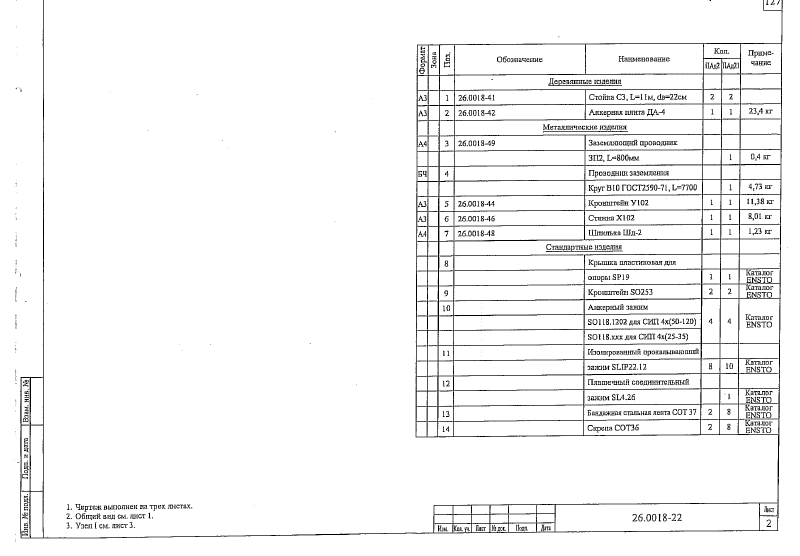 127
Формат Зона Поз. Обозначение Наименование Кол. Приме-
чание
ПАд2 ПАд21
Деревянные изделия
А3 1 26.0018-41 Стойка С3, L=11м, dв=22см 2 2
А3 2 26.0018-42 Анкерная плита ДА-4 1 1 23,4 кг
Металлические изделия
А4 3 26.0018-49 Заземляющий проводник
ЗП2, L=800мм 1 0,4 кг
БЧ 4 Проводник заземления
Круг В10 ГОСТ2590-71, L=7700 1 4,73 кг
А3 5 26.0018-44 Кронштейн У102 1 1 11,38 кг
А3 6 26.0018-46 Стяжка Х102 1 1 8,01 кг
А4 7 26.0018-48 Шпилька Шд-2 1 1 1,23 кг
Стандартные изделия
8 Крышка пластиковая для
опоры SP19 1 1 Каталог ENSTO
9 Кронштейн SO253 2 2 Каталог ENSTO
10 Анкерный зажим
SO118.1202 для СИП 4х(50-120) 4 4 Каталог ENSTO
SO118.ххх для СИП 4х(25-35)
11 Изолированный прокалывающий
зажим SLIP22.12 8 10 Каталог ENSTO
12 Плашечный соединительный
зажим SL4.26 1 Каталог ENSTO
13 Бандажная стальная лента СОТ 37 2 8 Каталог ENSTO
14 Скрепа СОТ36 2 8 Каталог ENSTO
Взам. инв. №
Подп. и дата
Инв. № подл.
1. Чертеж выполнен на трех листах.
2. Общий вид см. лист 1.
3. Узел I см. лист 3.
Изм. Кол. уч. Лист № док. Подп. Дата
26.0018-22
Лист
2